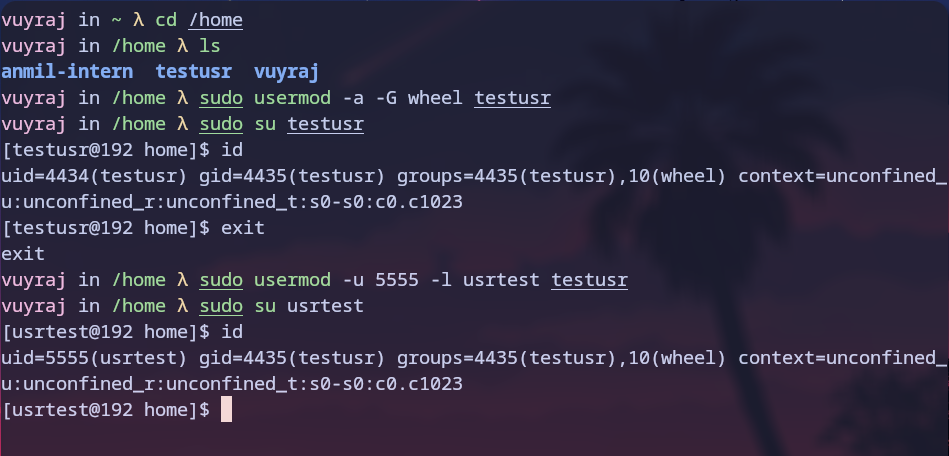 vuyraj in ~ λ cd /home
vuyraj in /home λ ls
anmil-intern  testusr  vuyraj
vuyraj in /home λ sudo usermod -a -G wheel testusr
vuyraj in /home λ sudo su testusr
[testusr@192 home]$ id
uid=4434(testusr) gid=4435(testusr) groups=4435(testusr),10(wheel) context=unconfined_
u:unconfined_r:unconfined_t:s0-s0:c0.c1023
[testusr@192 home]$ exit
exit
vuyraj in /home λ sudo usermod -u 5555 -l usrtest testusr
vuyraj in /home λ sudo su usrtest
[usrtest@192 home]$ id
uid=5555(usrtest) gid=4435(testusr) groups=4435(testusr),10(wheel) context=unconfined_
u:unconfined_r:unconfined_t:s0-s0:c0.c1023
[usrtest@192 home]$